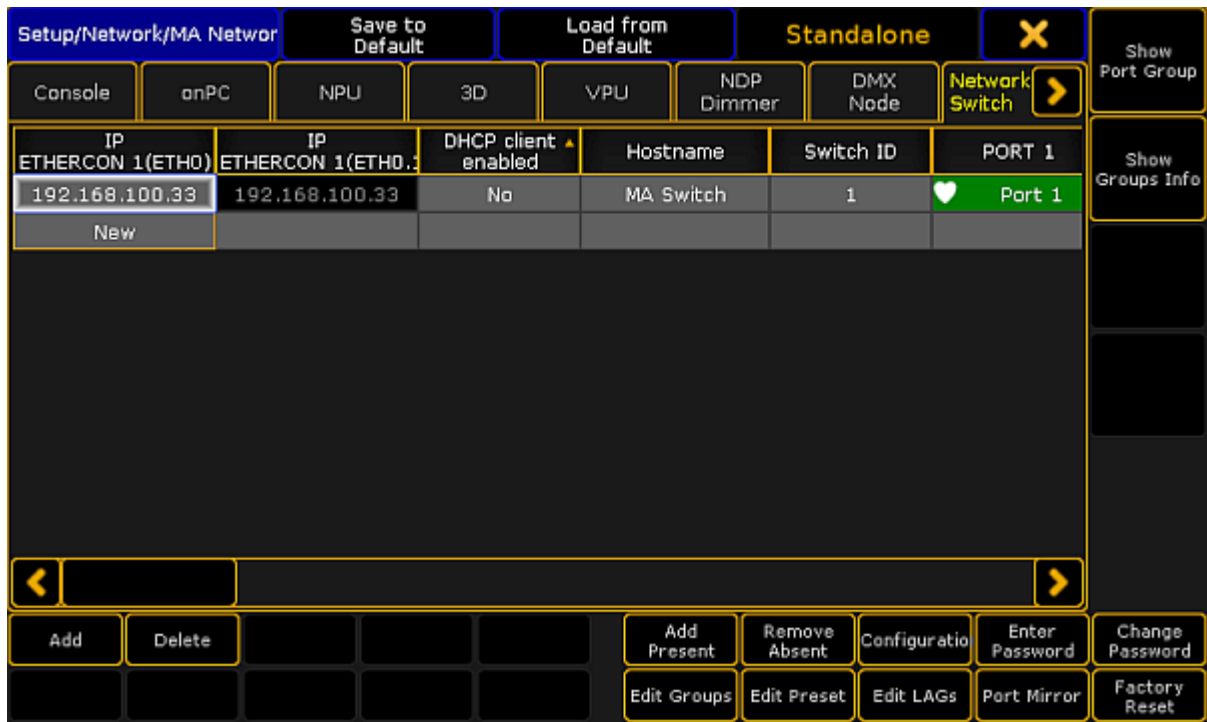 Setup/Network/MA Networ
Save to
Default
Load from
Default
Standalone
Show
Port Group
Console
onPC
NPU
3D
VPU
NDP
Dimmer
DMX
Node
Network
Switch
IP
ETHERCON 1(ETH0)
IP
ETHERCON 1(ETH0.
DHCP client
enabled
Hostname
Switch ID
PORT 1
Show
Groups Info
192.168.100.33
192.168.100.33
No
MA Switch
1
Port 1
New
Add
Delete
Add
Present
Remove
Absent
Configuratio
Enter
Password
Change
Password
Edit Groups
Edit Preset
Edit LAGs
Port Mirror
Factory
Reset